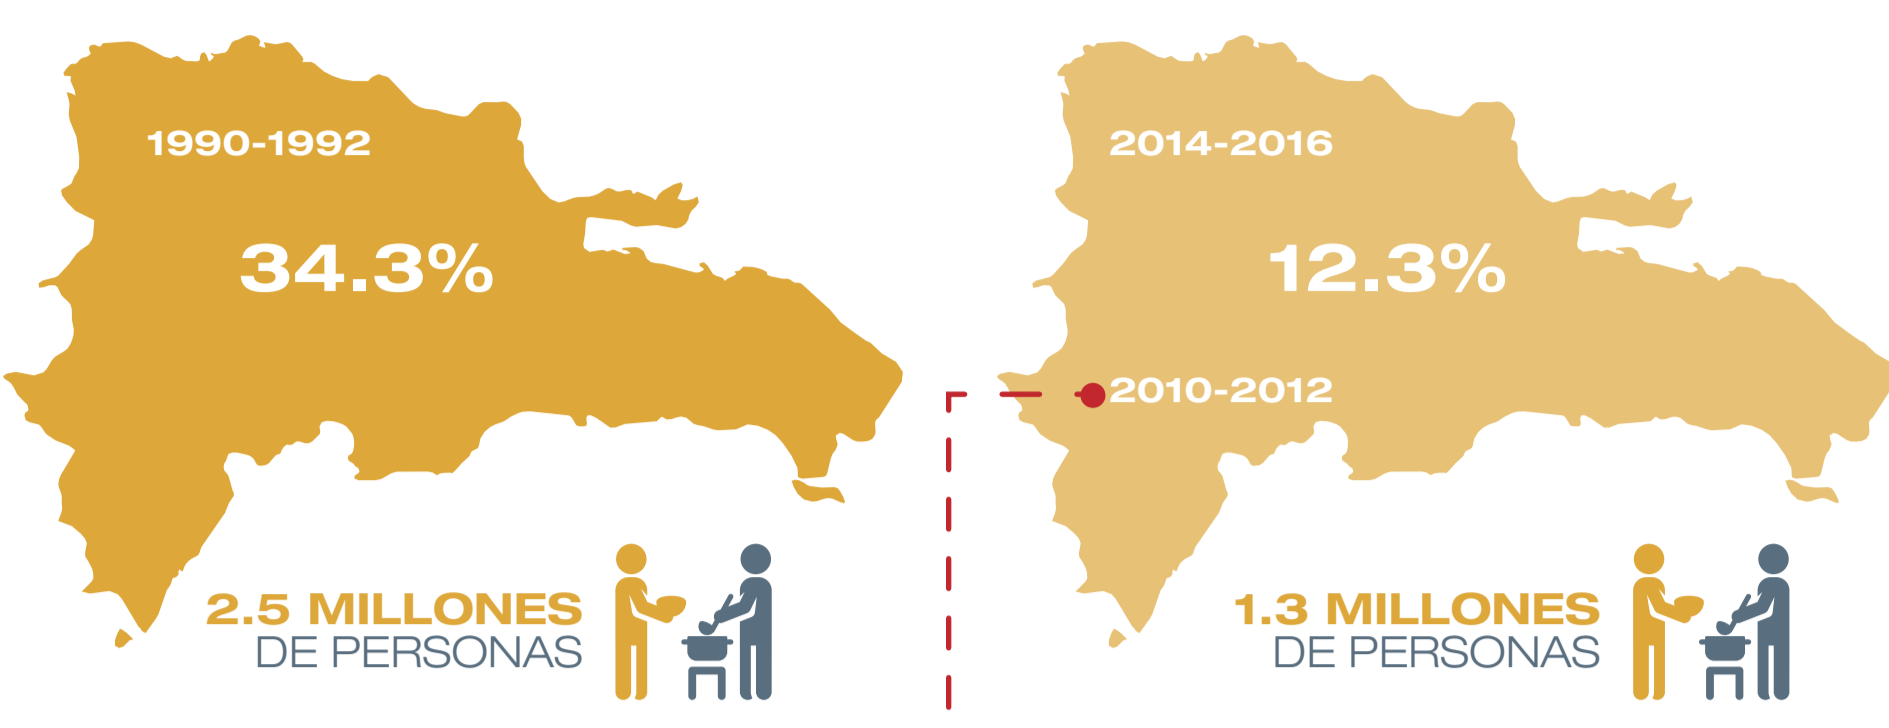 1990-1992
34.3%
2.5 MILLONES
DE PERSONAS
2014-2016
12.3%
2010-2012
1.3 MILLONES
DE PERSONAS